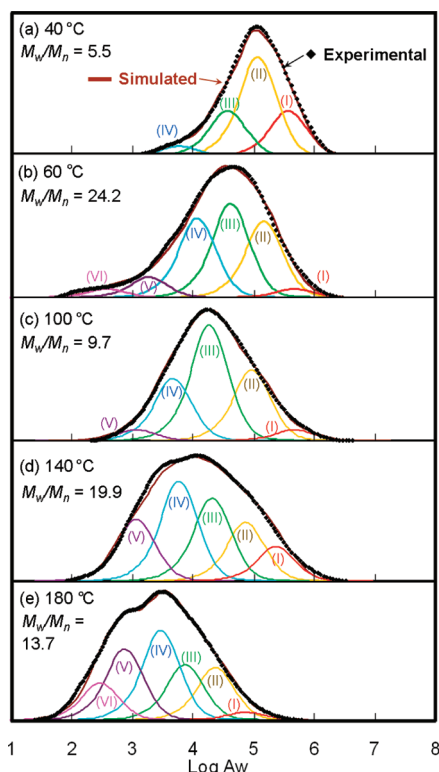 (a) 40 °C
Mw/Mn = 5.5
Simulated
Experimental
(IV)
(III)
(II)
(I)
(b) 60 °C
Mw/Mn = 24.2
(VI)
(V)
(IV)
(III)
(II)
(I)
(c) 100 °C
Mw/Mn = 9.7
(V)
(IV)
(III)
(II)
(I)
(d) 140 °C
Mw/Mn = 19.9
(V)
(IV)
(III)
(II)
(I)
(e) 180 °C
Mw/Mn =
13.7
(VI)
(V)
(IV)
(III)
(II)
(I)
1 2 3 4 5 6 7 8
Log Aw